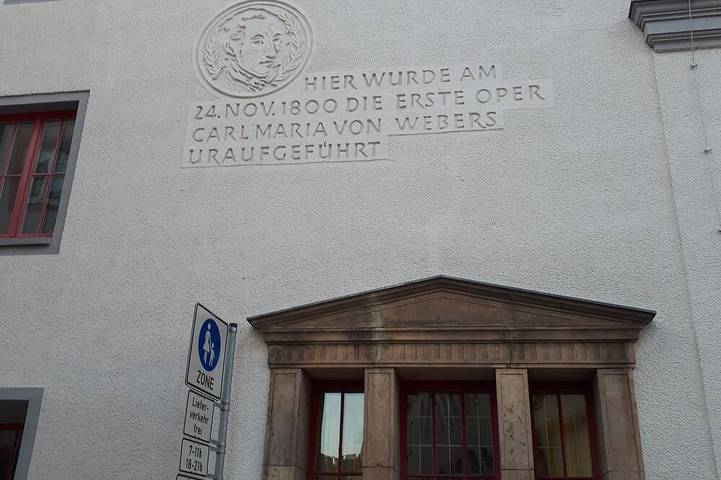 HIER WURDE AM
24.NOV.1800 DIE ERSTE OPER
CARL MARIA VON WEBERS
URAUFGEFÜHRT
ZONE
Liefer-
verkehr
frei
7-11h
18-21h